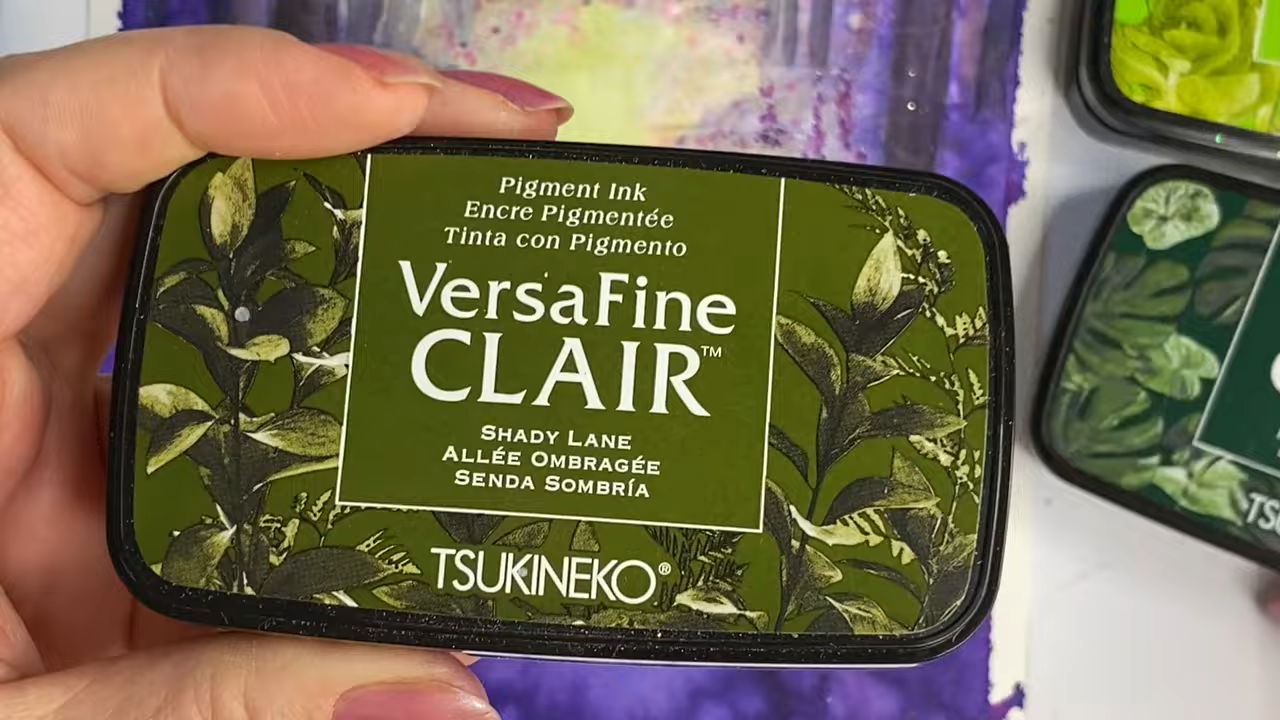 Pigment Ink
Encre Pigmentée
Tinta con Pigmento
VersaFine
CLAIR™
SHADY LANE
ALLÉE OMBRAGÉE
SENDA SOMBRÍA
TSUKINEKO®